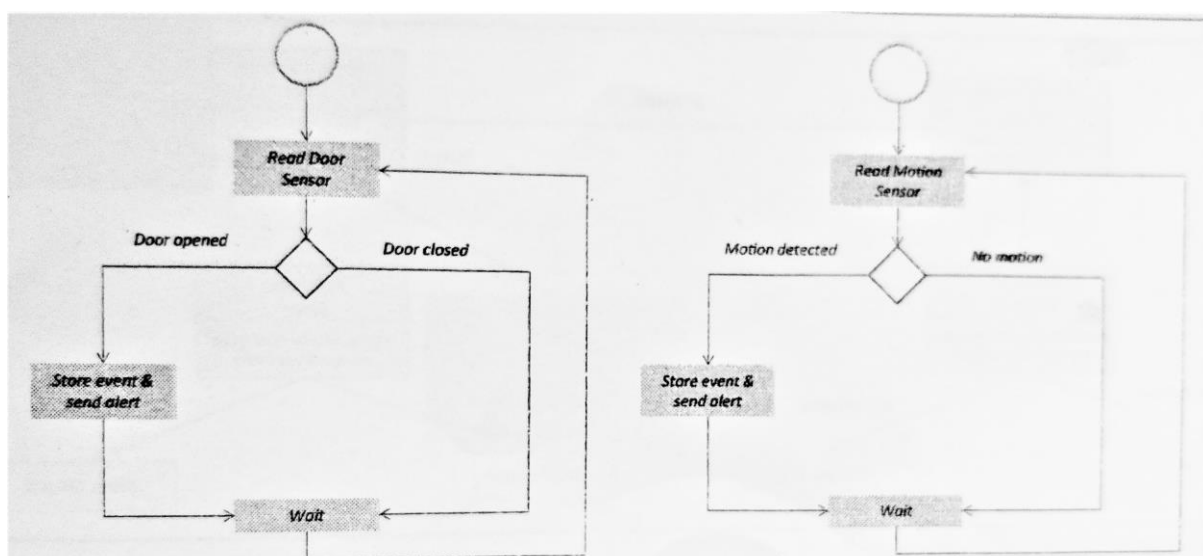 Read Door
Sensor
Door opened
Door closed
Store event &
send alert
Wait
Read Motion
Sensor
Motion detected
No motion
Store event &
send alert
Wait